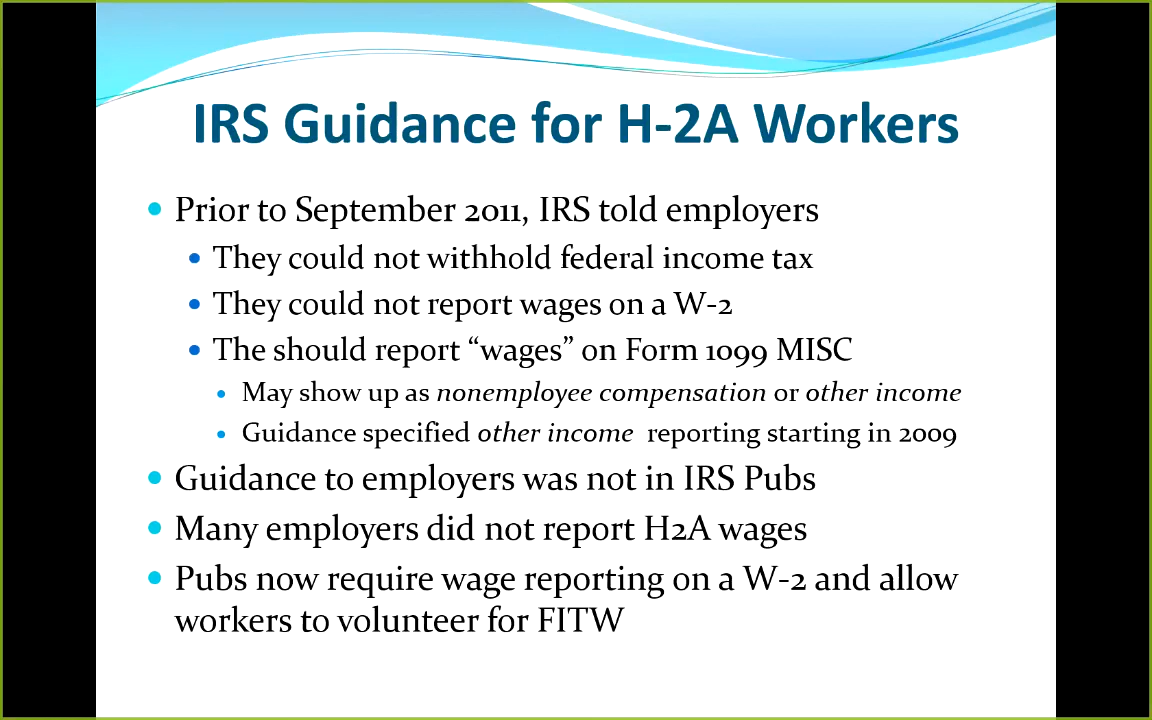 IRS Guidance for H-2A Workers
Prior to September 2011, IRS told employers
They could not withhold federal income tax
They could not report wages on a W-2
The should report “wages” on Form 1099 MISC
May show up as nonemployee compensation or other income
Guidance specified other income reporting starting in 2009
Guidance to employers was not in IRS Pubs
Many employers did not report H2A wages
Pubs now require wage reporting on a W-2 and allow
workers to volunteer for FITW